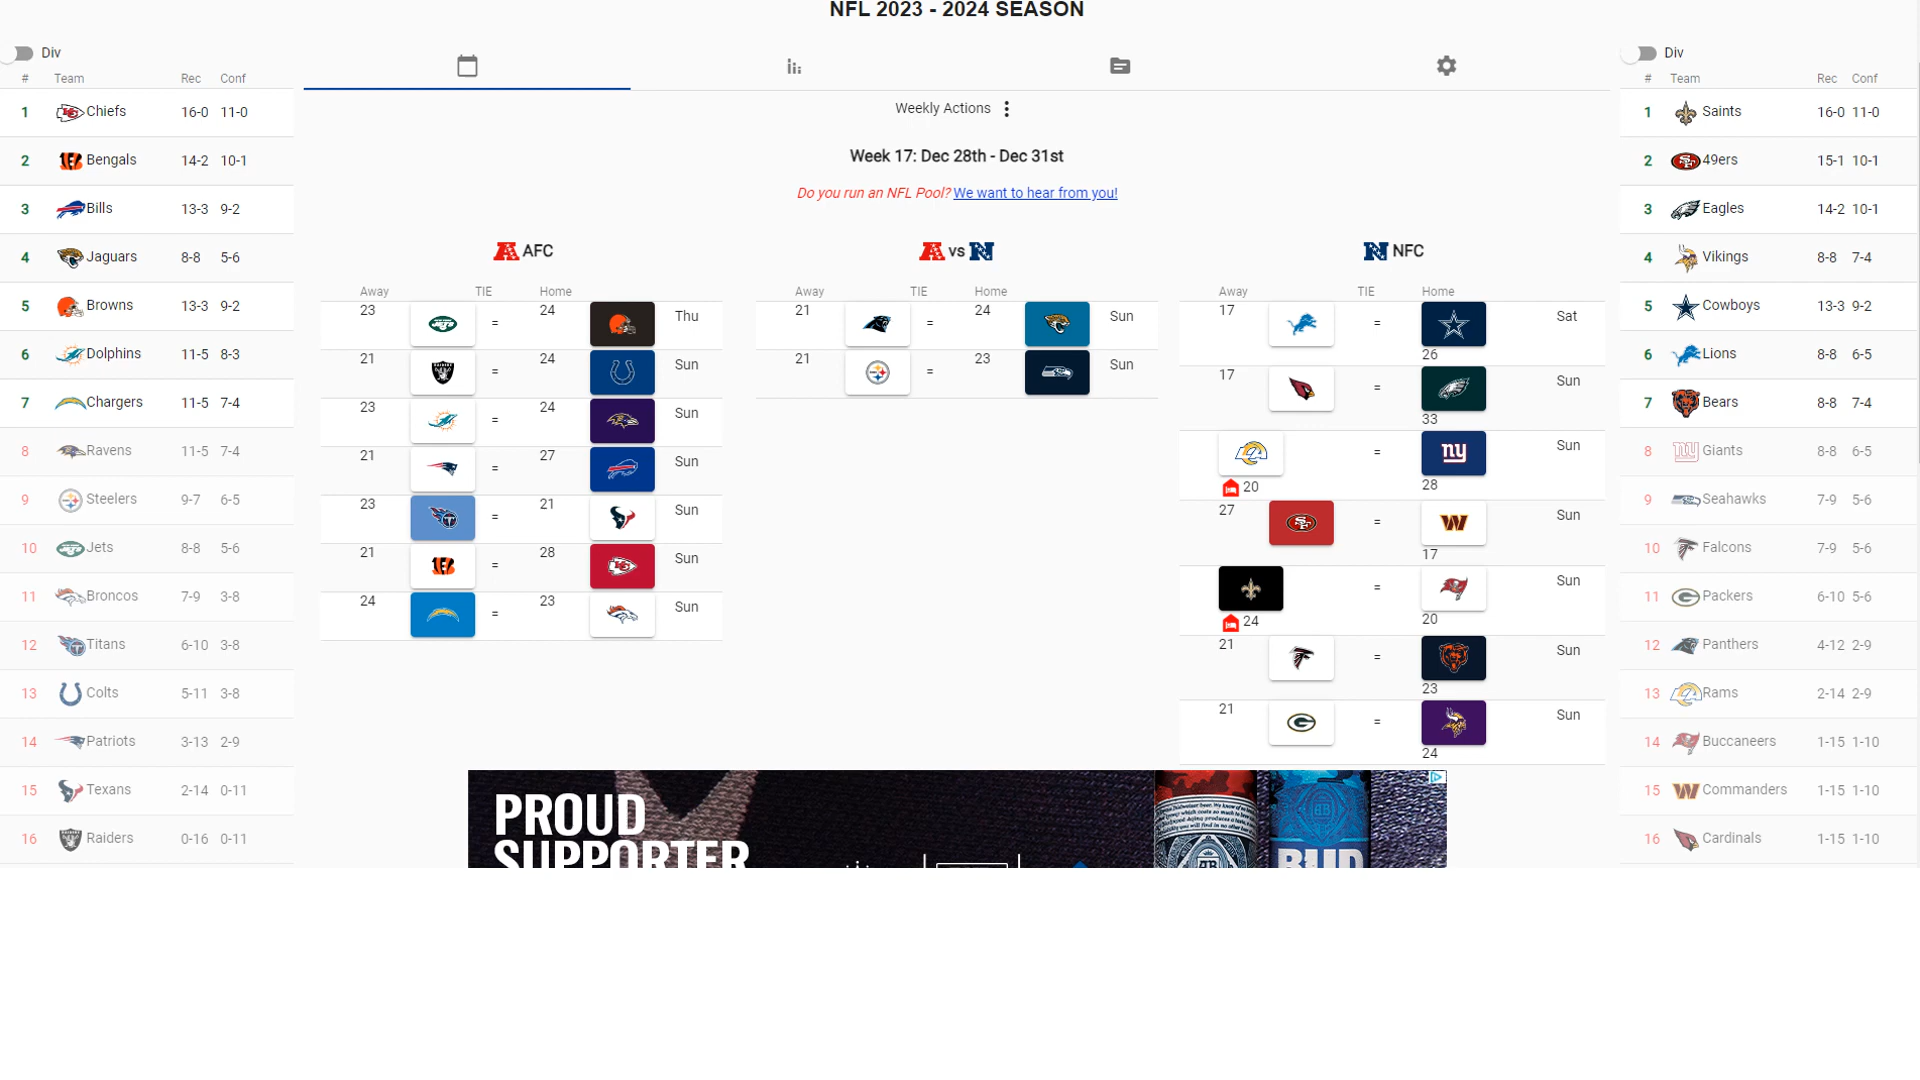 NFL 2023 - 2024 SEASON
Div
# Team Rec Conf
1 Chiefs 16-0 11-0
2 Bengals 14-2 10-1
3 Bills 13-3 9-2
4 Jaguars 8-8 5-6
5 Browns 13-3 9-2
6 Dolphins 11-5 8-3
7 Chargers 11-5 7-4
8 Ravens 11-5 7-4
9 Steelers 9-7 6-5
10 Jets 8-8 5-6
11 Broncos 7-9 3-8
12 Titans 6-10 3-8
13 Colts 5-11 3-8
14 Patriots 3-13 2-9
15 Texans 2-14 0-11
16 Raiders 0-16 0-11
Weekly Actions
Week 17: Dec 28th - Dec 31st
Do you run an NFL Pool? We want to hear from you!
AFC
Away TIE Home
23 = 24 Thu
21 = 24 Sun
23 = 24 Sun
21 = 27 Sun
23 = 21 Sun
21 = 28 Sun
24 = 23 Sun
A vs N
Away TIE Home
21 = 24 Sun
21 = 23 Sun
NFC
Away TIE Home
17 = 26 Sat
17 = 33 Sun
20 = ny 28 Sun
27 = 17 Sun
24 = 20 Sun
21 = 23 Sun
21 = 24 Sun
PROUD
SUPPORTER
BUD
Div
# Team Rec Conf
1 Saints 16-0 11-0
2 49ers 15-1 10-1
3 Eagles 14-2 10-1
4 Vikings 8-8 7-4
5 Cowboys 13-3 9-2
6 Lions 8-8 6-5
7 Bears 8-8 7-4
8 Giants 8-8 6-5
9 Seahawks 7-9 5-6
10 Falcons 7-9 5-6
11 Packers 6-10 5-6
12 Panthers 4-12 2-9
13 Rams 2-14 2-9
14 Buccaneers 1-15 1-10
15 Commanders 1-15 1-10
16 Cardinals 1-15 1-10